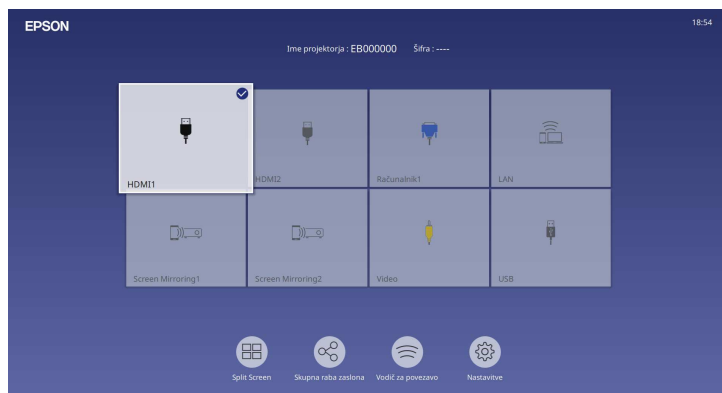 EPSON
18:54
Ime projektorja : EB000000 Šifra : ----
HDMI1
HDMI2
Računalnik1
LAN
Screen Mirroring1
Screen Mirroring2
Video
USB
Split Screen
Skupna raba zaslona
Vodič za povezavo
Nastavitve